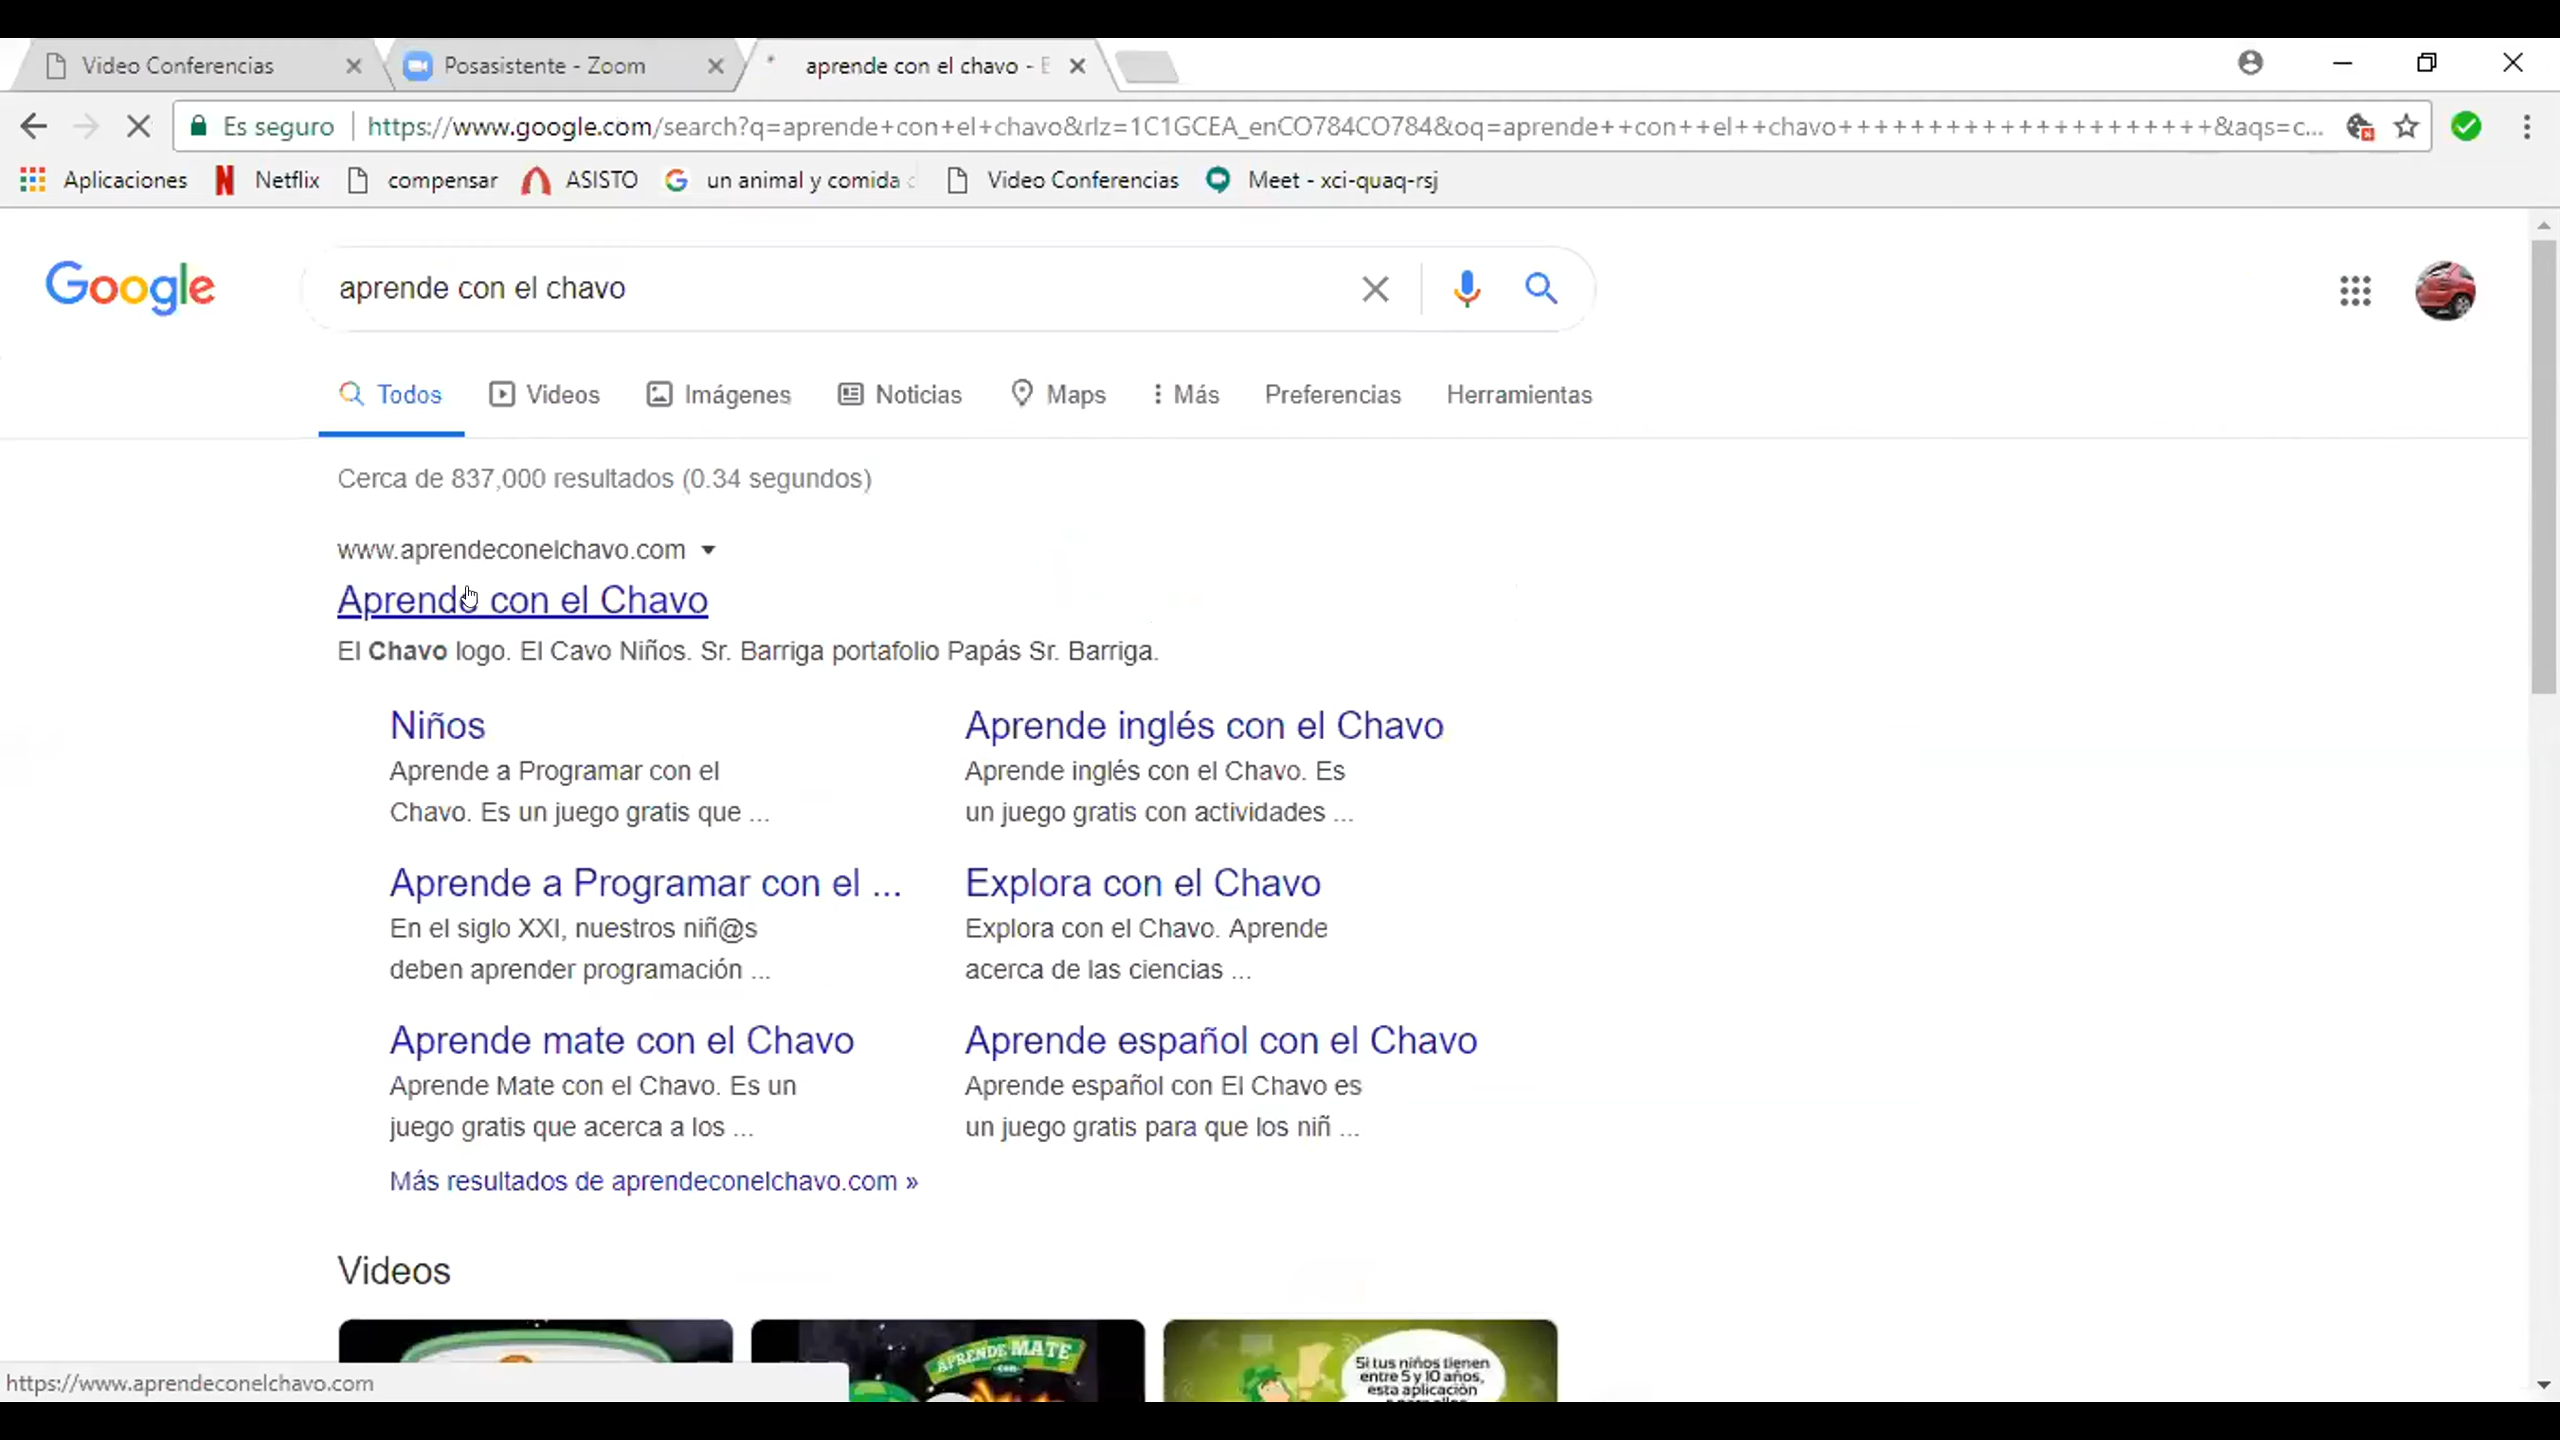 Video Conferencias
Posasistente - Zoom
aprende con el chavo -
Es seguro
https://www.google.com/search?q=aprende+con+el+chavo&rlz=1C1GCEA_enCO784CO784&oq=aprende++con++el++chavo+++++++++++++++++++++&aqs=c...
Aplicaciones
Netflix
compensar
ASISTO
un animal y comida
Video Conferencias
Meet - xci-quaq-rsj
Google
aprende con el chavo
Todos
Videos
Imágenes
Noticias
Maps
Más
Preferencias
Herramientas
Cerca de 837,000 resultados (0.34 segundos)
www.aprendeconelchavo.com
Aprende con el Chavo
El Chavo logo. El Cavo Niños. Sr. Barriga portafolio Papás Sr. Barriga.
Niños
Aprende a Programar con el
Chavo. Es un juego gratis que ...
Aprende inglés con el Chavo
Aprende inglés con el Chavo. Es
un juego gratis con actividades ...
Aprende a Programar con el ...
En el siglo XXI, nuestros niñ@s
deben aprender programación ...
Explora con el Chavo
Explora con el Chavo. Aprende
acerca de las ciencias ...
Aprende mate con el Chavo
Aprende Mate con el Chavo. Es un
juego gratis que acerca a los ...
Aprende español con el Chavo
Aprende español con El Chavo es
un juego gratis para que los niñ ...
Más resultados de aprendeconelchavo.com »
Videos
APRENDE MATE
con
Si tus niños tienen
entre 5 y 10 años,
esta aplicación
https://www.aprendeconelchavo.com